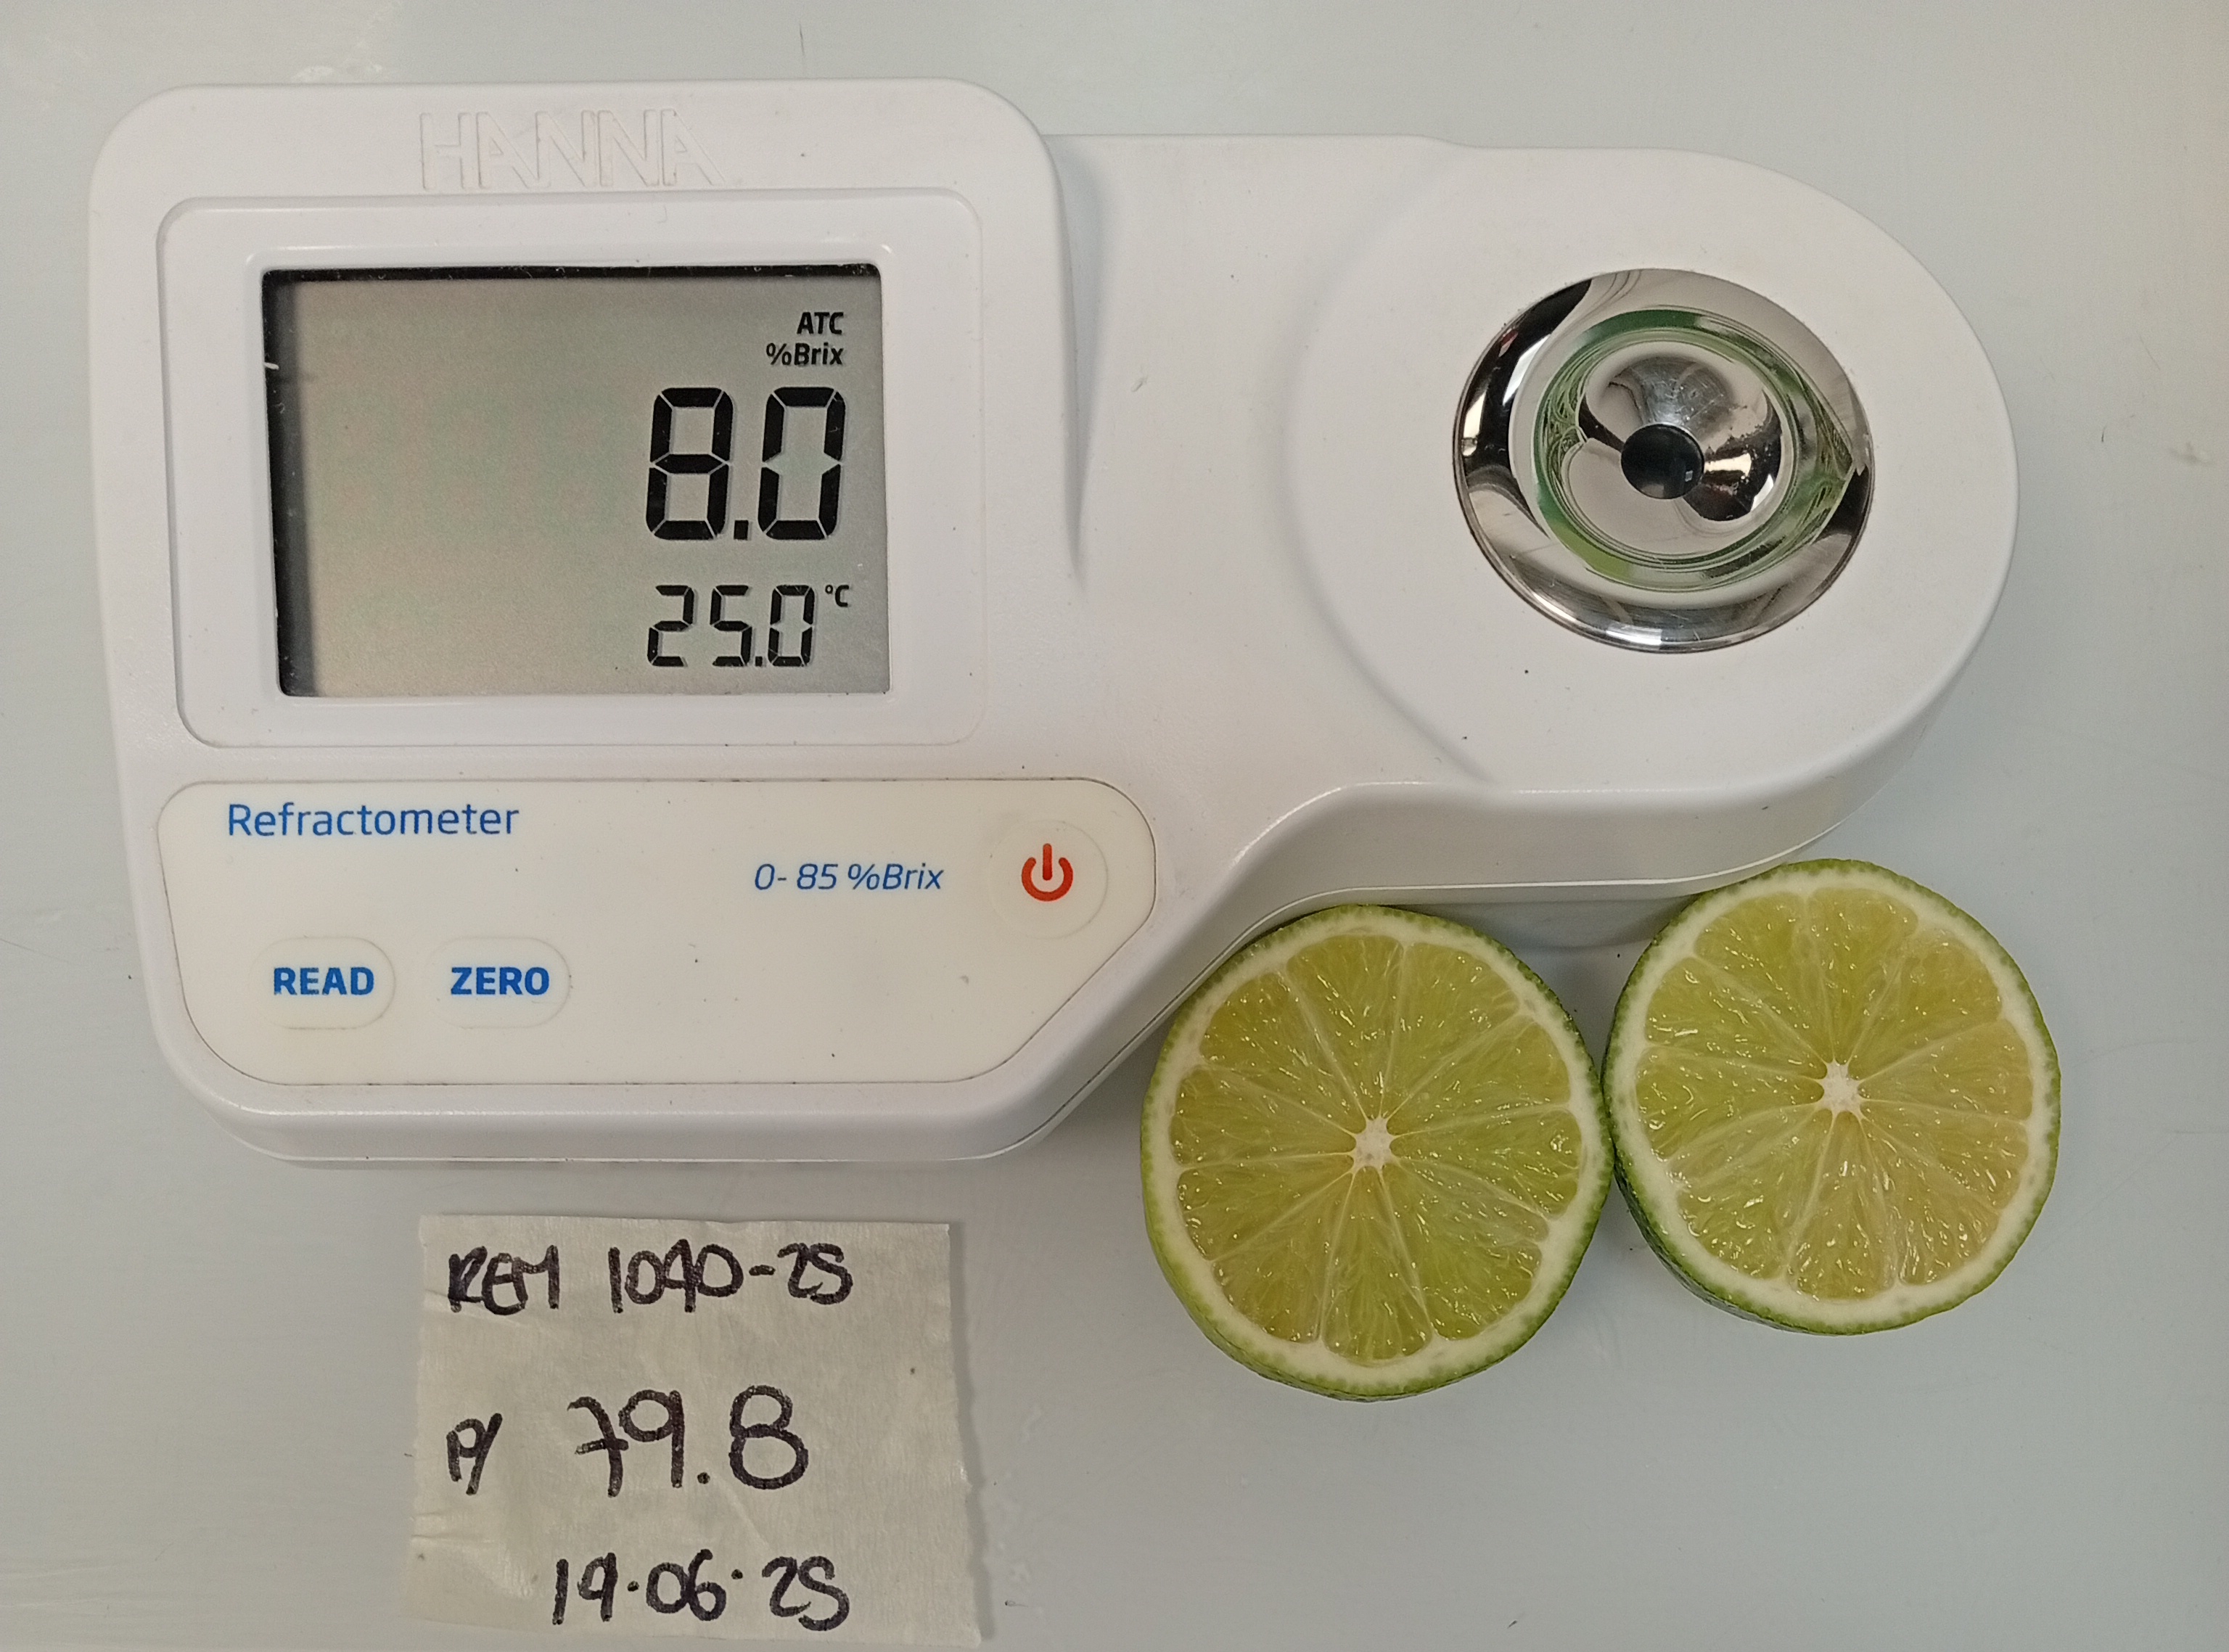 HANNA
ATC
%Brix
8.0
25.0 °C
Refractometer
0-85 %Brix
READ ZERO
REM 1090-25
P/ 79.8
19.06.25